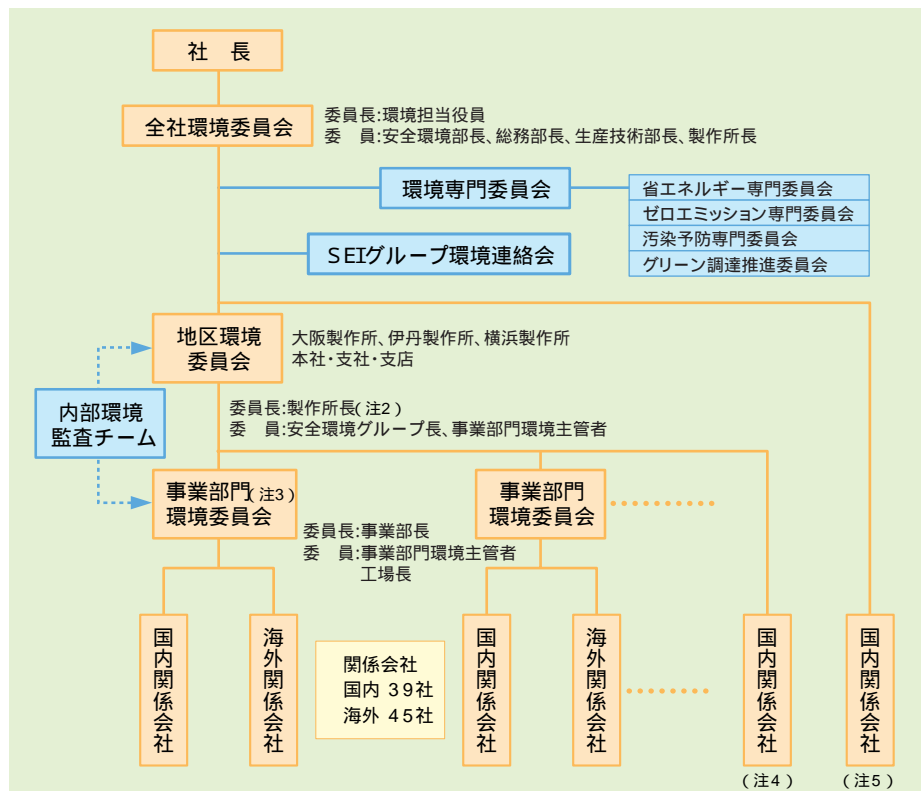 社 長
全社環境委員会
委員長:環境担当役員
委 員:安全環境部長、総務部長、生産技術部長、製作所長
環境専門委員会
省エネルギー専門委員会
ゼロエミッション専門委員会
汚染予防専門委員会
グリーン調達推進委員会
SEIグループ環境連絡会
地区環境
委員会
大阪製作所、伊丹製作所、横浜製作所
本社・支社・支店
内部環境
監査チーム
委員長:製作所長(注2)
委 員:安全環境グループ長、事業部門環境主管者
事業部門(注3)
環境委員会
事業部門
環境委員会
委員長:事業部長
委 員:事業部門環境主管者
工場長
国内関係会社
海外関係会社
関係会社
国内 39社
海外 45社
国内関係会社
海外関係会社
国内関係会社
(注4)
国内関係会社
(注5)